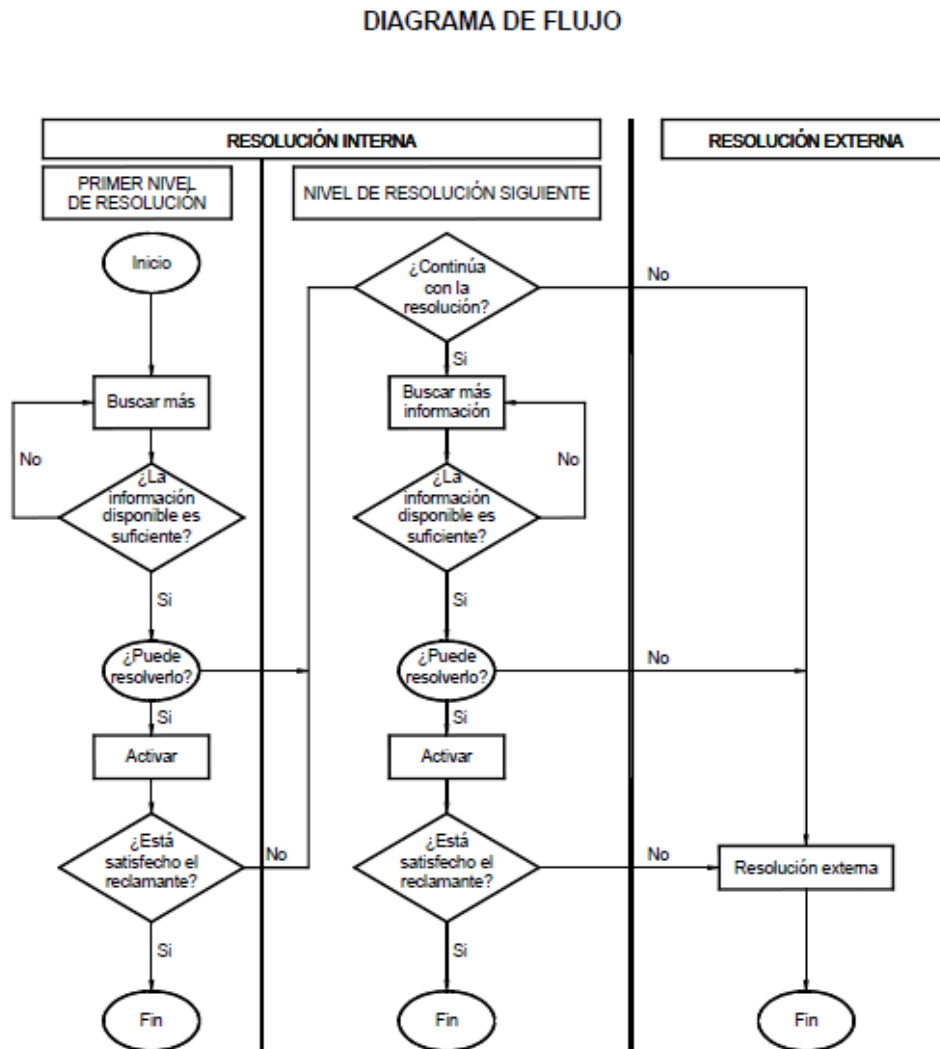 DIAGRAMA DE FLUJO
RESOLUCIÓN INTERNA
RESOLUCIÓN EXTERNA
PRIMER NIVEL
DE RESOLUCIÓN
NIVEL DE RESOLUCIÓN SIGUIENTE
Inicio
¿Continúa
con la
resolución?
No
Si
Buscar más
Buscar más
información
No
No
¿La
información
disponible es
suficiente?
¿La
información
disponible es
suficiente?
Si
Si
¿Puede
resolverlo?
¿Puede
resolverlo?
No
Si
Si
Activar
Activar
¿Está
satisfecho el
reclamante?
No
¿Está
satisfecho el
reclamante?
No
Resolución externa
Si
Si
Fin
Fin
Fin